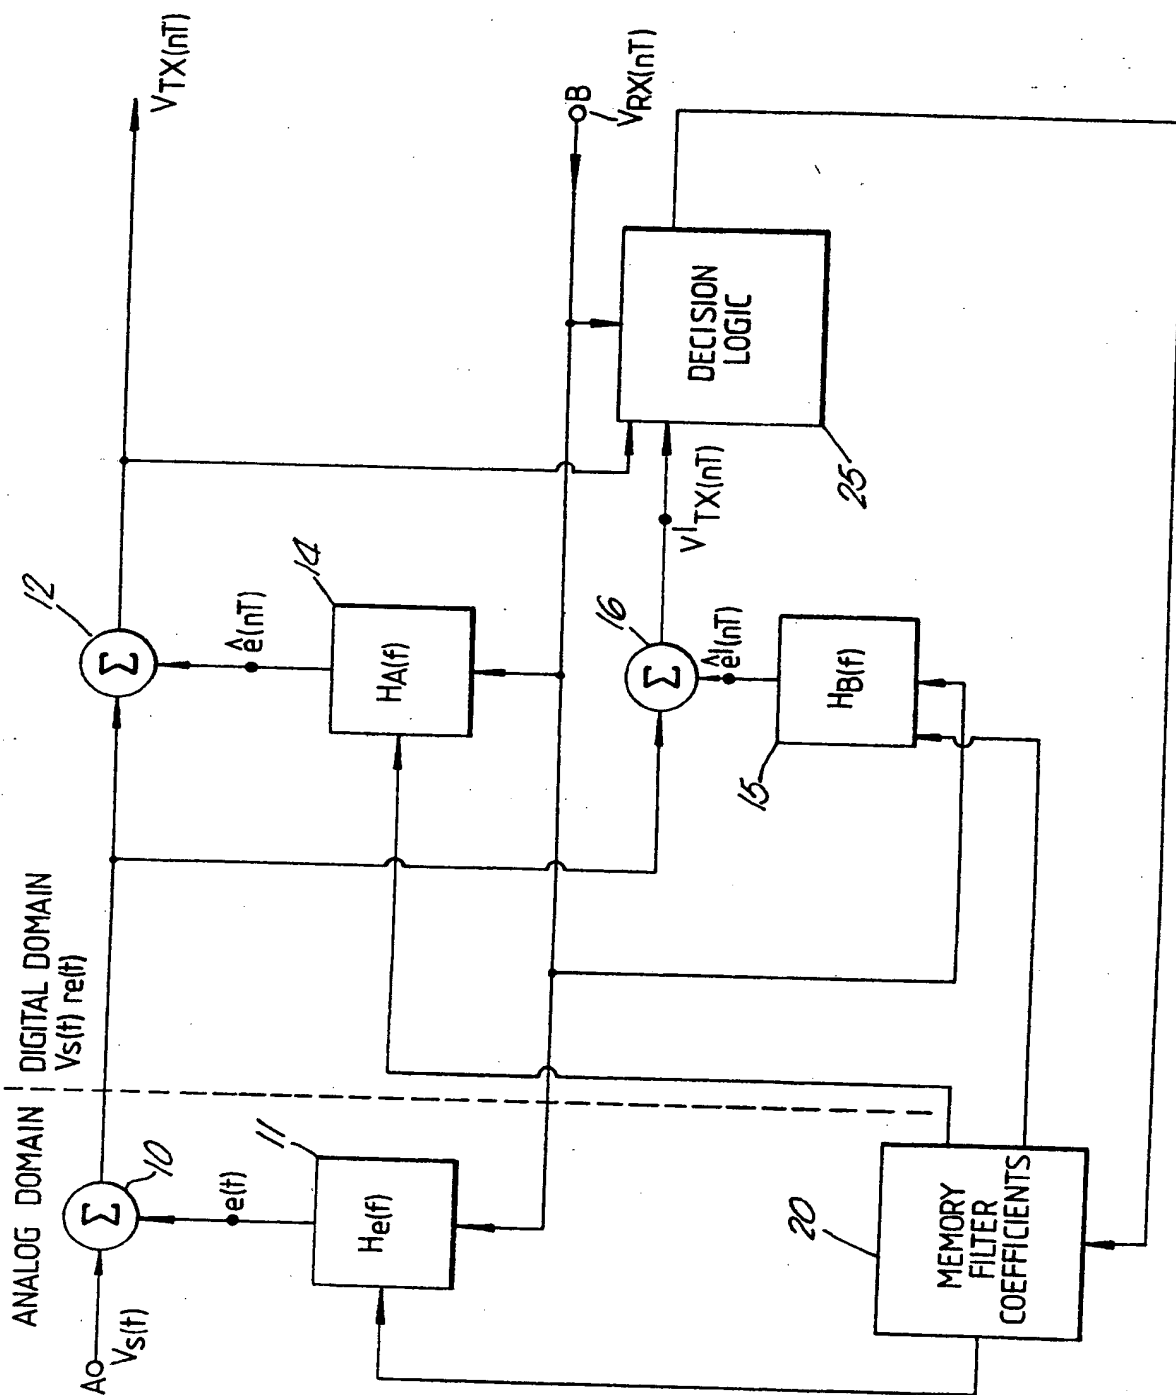 ANALOG DOMAIN
DIGITAL DOMAIN
Vs(t) re(t)
A
Vs(t)
Σ
10
Σ
12
VTX(nT)
e(t)
11
He(f)
ê(nT)
14
HA(f)
B
VRX(nT)
Σ
16
V'TX(nT)
ê'(nT)
15
HB(f)
DECISION
LOGIC
25
20
MEMORY
FILTER
COEFFICIENTS